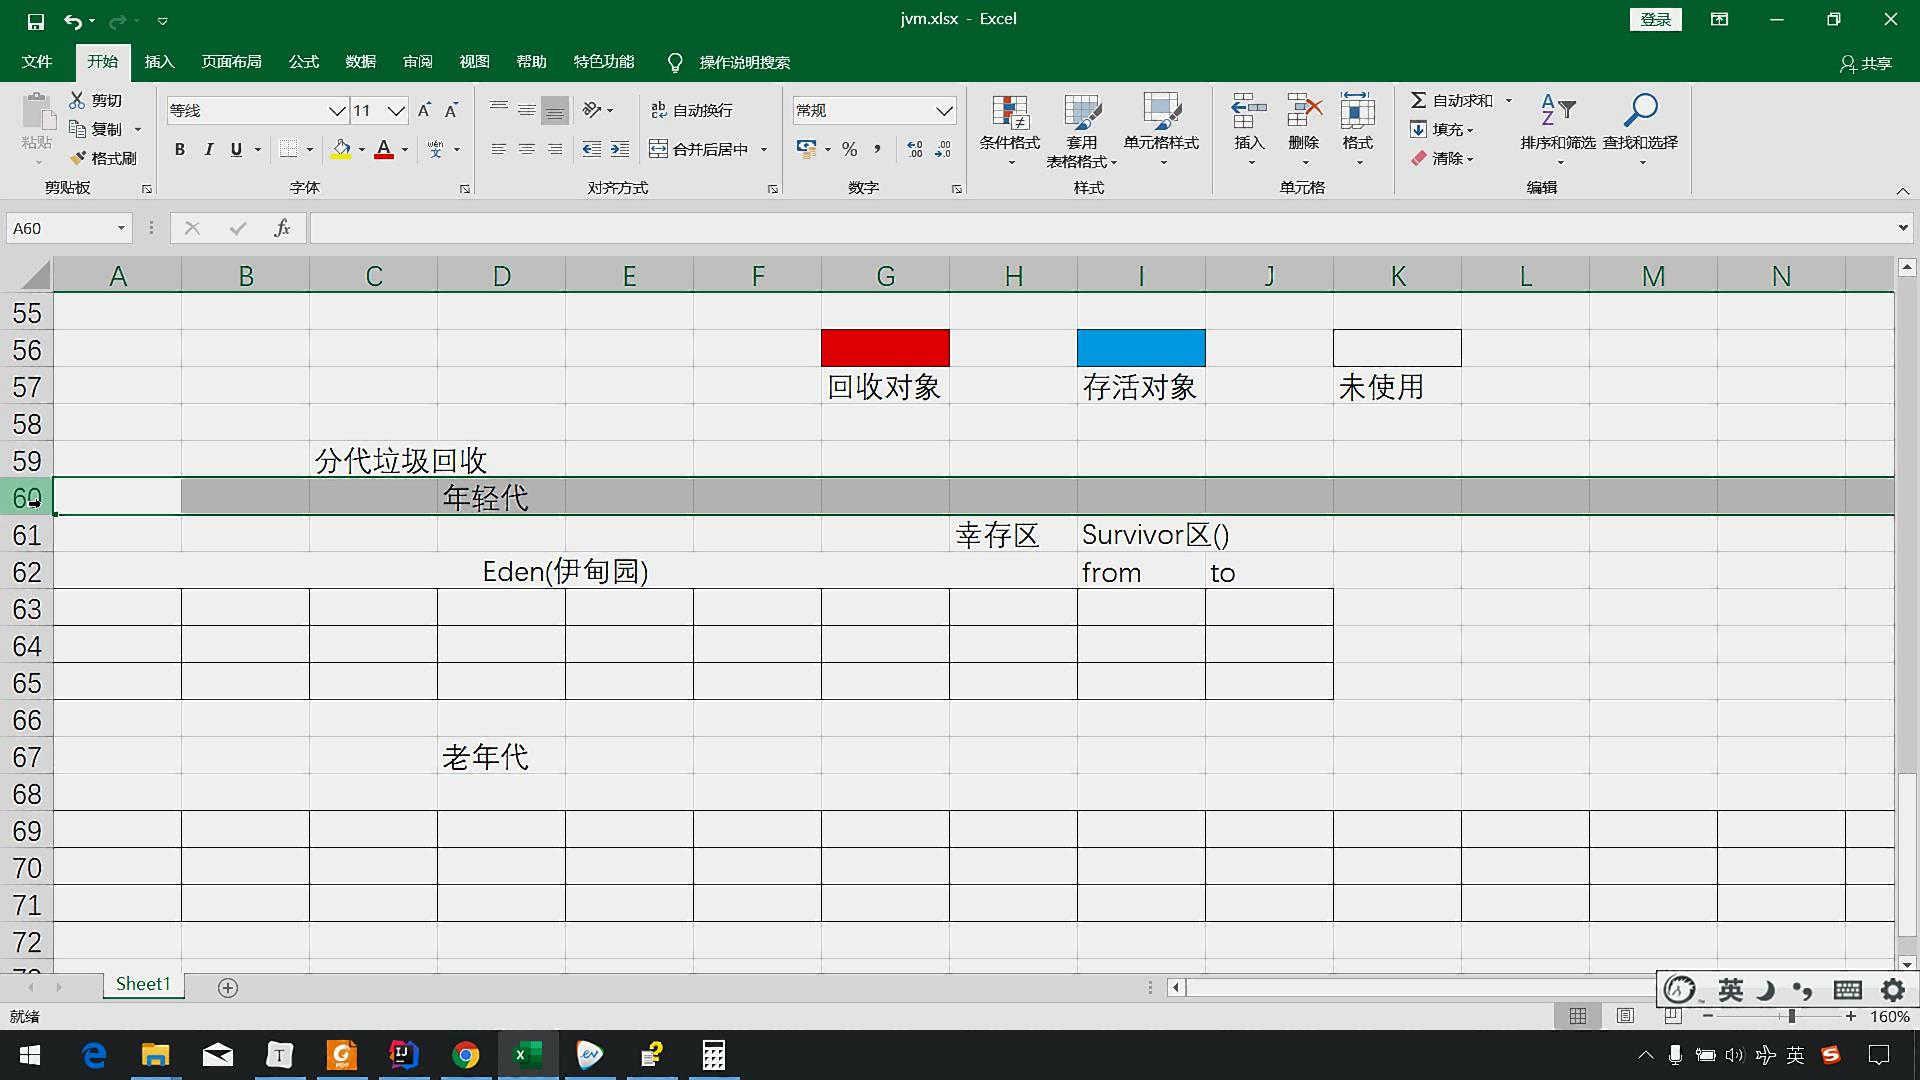 jvm.xlsx - Excel
登录
文件 开始 插入 页面布局 公式 数据 审阅 视图 帮助 特色功能 操作说明搜索 共享
粘贴
剪切
复制
格式刷
剪贴板
等线 11
B I U A wén 文
字体
ab 自动换行
合并后居中
对齐方式
常规
% ,
数字
条件格式
套用
表格格式
单元格样式
样式
插入 删除 格式
单元格
自动求和
填充
清除
排序和筛选 查找和选择
编辑
A60 fx
A B C D E F G H I J K L M N
55
56
57 回收对象 存活对象 未使用
58
59 分代垃圾回收
60 年轻代
61 幸存区 Survivor区()
62 Eden(伊甸园) from to
63
64
65
66
67 老年代
68
69
70
71
72
73
Sheet1
英
就绪
160%
英